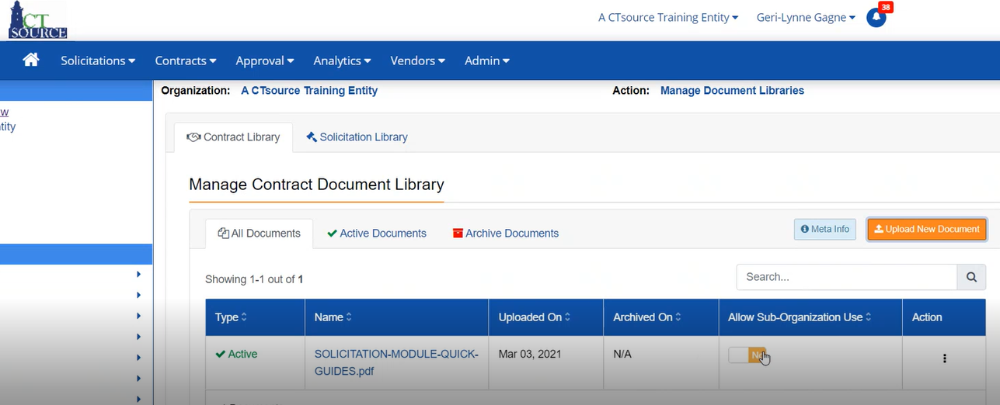 CT
SOURCE
A CTsource Training Entity
Geri-Lynne Gagne
38
Solicitations
Contracts
Approval
Analytics
Vendors
Admin
w
tity
Organization: A CTsource Training Entity
Action: Manage Document Libraries
Contract Library
Solicitation Library
Manage Contract Document Library
All Documents
Active Documents
Archive Documents
Meta Info
Upload New Document
Showing 1-1 out of 1
Search...
Type
Name
Uploaded On
Archived On
Allow Sub-Organization Use
Action
Active
SOLICITATION-MODULE-QUICK-
GUIDES.pdf
Mar 03, 2021
N/A
No